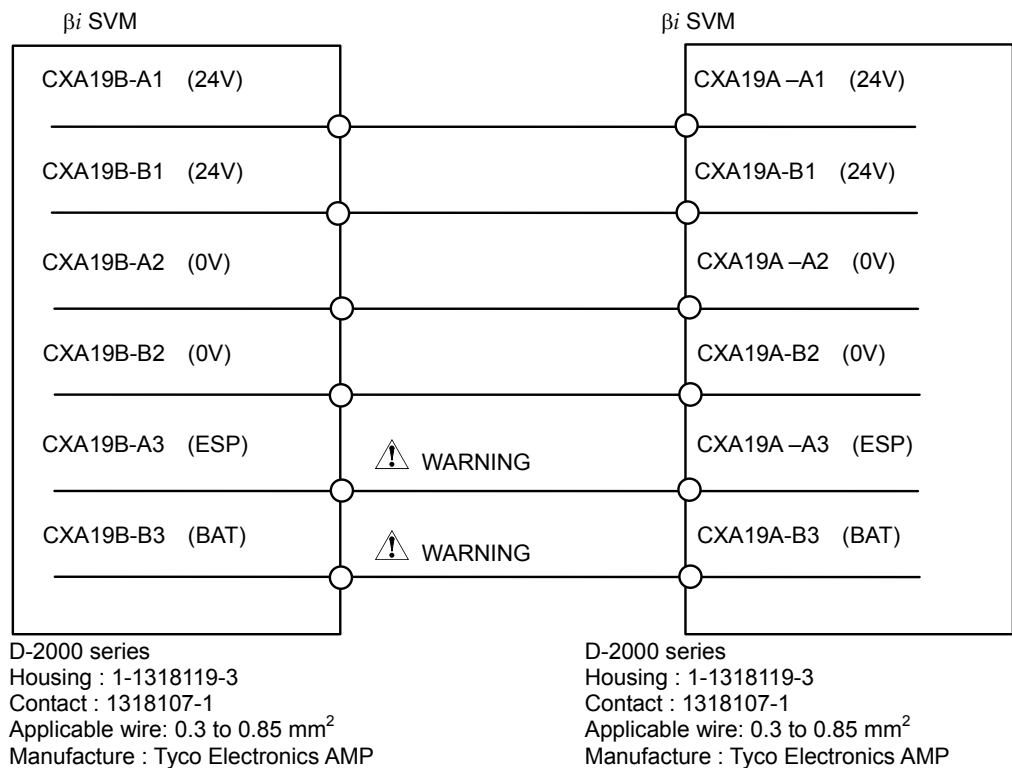 βi SVM
βi SVM
CXA19B-A1 (24V)
CXA19A –A1 (24V)
CXA19B-B1 (24V)
CXA19A-B1 (24V)
CXA19B-A2 (0V)
CXA19A –A2 (0V)
CXA19B-B2 (0V)
CXA19A-B2 (0V)
CXA19B-A3 (ESP)
WARNING
CXA19A –A3 (ESP)
CXA19B-B3 (BAT)
WARNING
CXA19A-B3 (BAT)
D-2000 series
Housing : 1-1318119-3
Contact : 1318107-1
Applicable wire: 0.3 to 0.85 mm²
Manufacture : Tyco Electronics AMP
D-2000 series
Housing : 1-1318119-3
Contact : 1318107-1
Applicable wire: 0.3 to 0.85 mm²
Manufacture : Tyco Electronics AMP